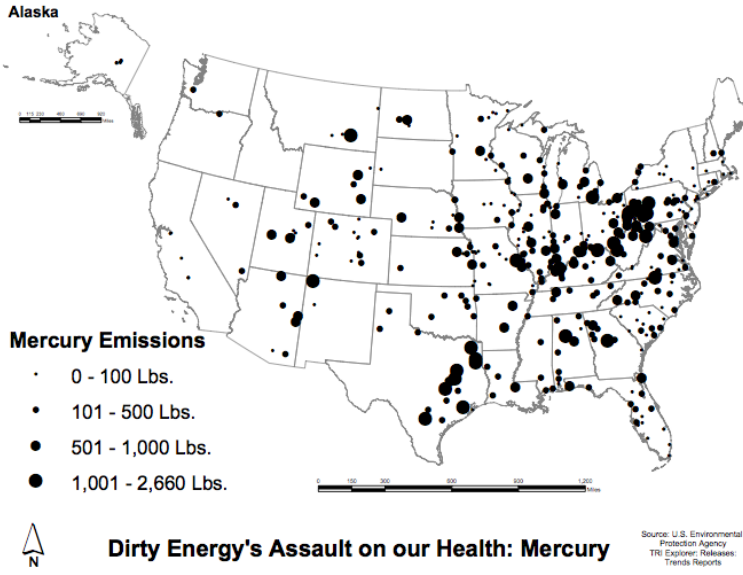 Alaska
Miles
Mercury Emissions
0 - 100 Lbs.
101 - 500 Lbs.
501 - 1,000 Lbs.
1,001 - 2,660 Lbs.
0 150 300 600 900 1,200
Miles
N
Dirty Energy's Assault on our Health: Mercury
Source: U.S. Environmental
Protection Agency
TRI Explorer: Releases:
Trends Reports